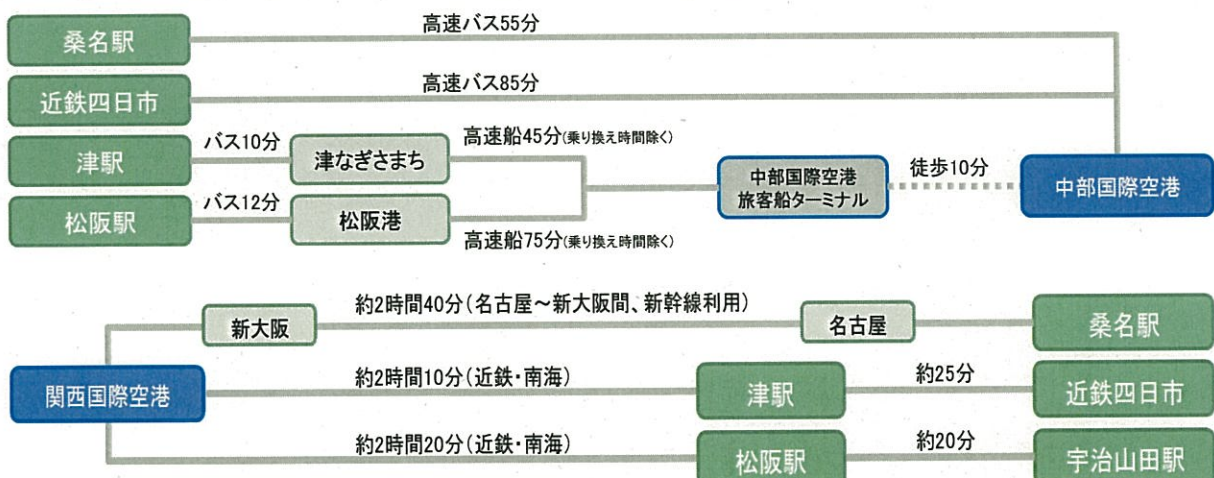 高速バス55分
桑名駅
高速バス85分
近鉄四日市
津駅
バス10分
津なぎさまち
高速船45分(乗り換え時間除く)
中部国際空港
旅客船ターミナル
徒歩10分
中部国際空港
松阪駅
バス12分
松阪港
高速船75分(乗り換え時間除く)
約2時間40分(名古屋～新大阪間、新幹線利用)
新大阪
名古屋
桑名駅
関西国際空港
約2時間10分(近鉄・南海)
津駅
約25分
近鉄四日市
約2時間20分(近鉄・南海)
松阪駅
約20分
宇治山田駅